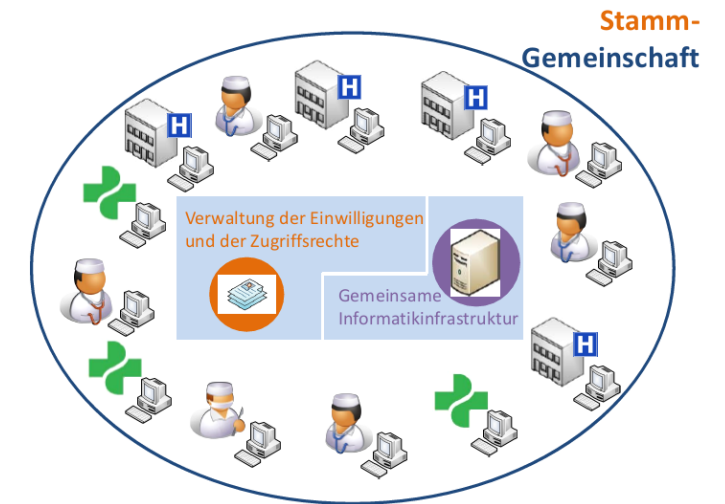 Stamm-
Gemeinschaft
H
H
H
Verwaltung der Einwilligungen
und der Zugriffsrechte
Gemeinsame
Informatikinfrastruktur
H